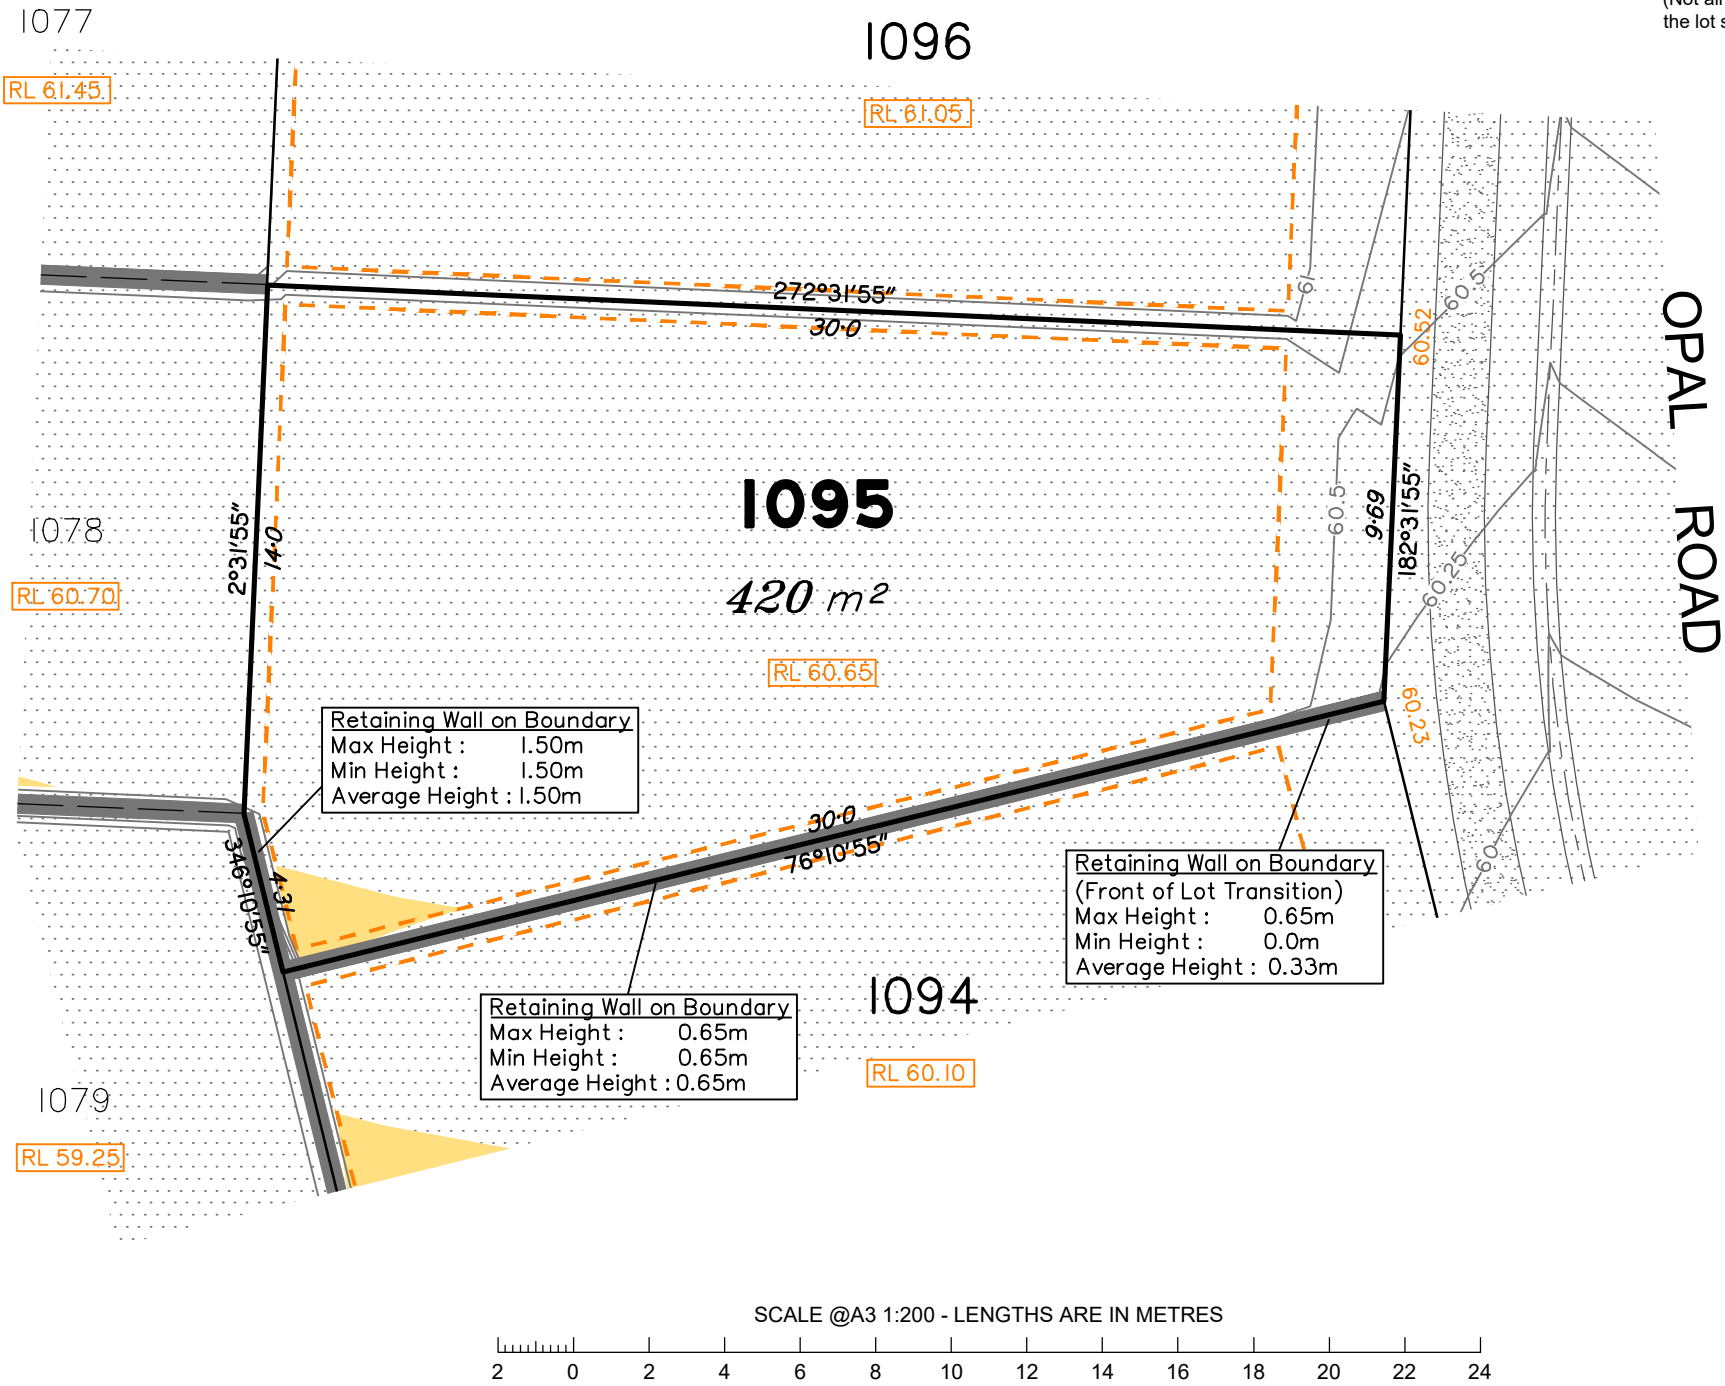 (Not all
the lot s
1077
1096
RL 61.45
RL 61.05
272°31'55"
30·0
61
60.5
60.52
OPAL ROAD
1095
420 m²
RL 60.65
1078
RL 60.70
2°31'55"
14·0
60.5
9·69
182°31'55"
60.25
60.23
Retaining Wall on Boundary
Max Height : 1.50m
Min Height : 1.50m
Average Height : 1.50m
346°10'55"
4·31
30·0
76°10'55"
60
Retaining Wall on Boundary
(Front of Lot Transition)
Max Height : 0.65m
Min Height : 0.0m
Average Height : 0.33m
Retaining Wall on Boundary
Max Height : 0.65m
Min Height : 0.65m
Average Height : 0.65m
1094
RL 60.10
1079
RL 59.25
SCALE @A3 1:200 - LENGTHS ARE IN METRES
2 0 2 4 6 8 10 12 14 16 18 20 22 24